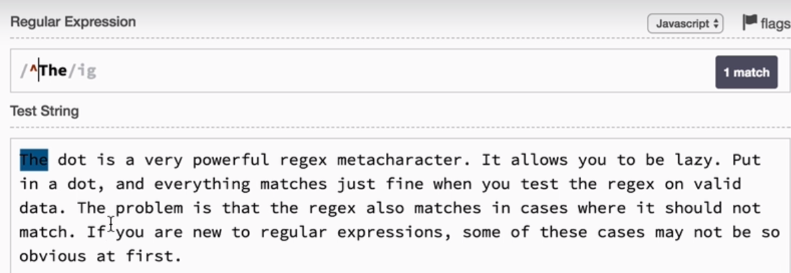 Regular Expression
Javascript
flags
/^The/ig
1 match
Test String
The dot is a very powerful regex metacharacter. It allows you to be lazy. Put
in a dot, and everything matches just fine when you test the regex on valid
data. The problem is that the regex also matches in cases where it should not
match. If you are new to regular expressions, some of these cases may not be so
obvious at first.